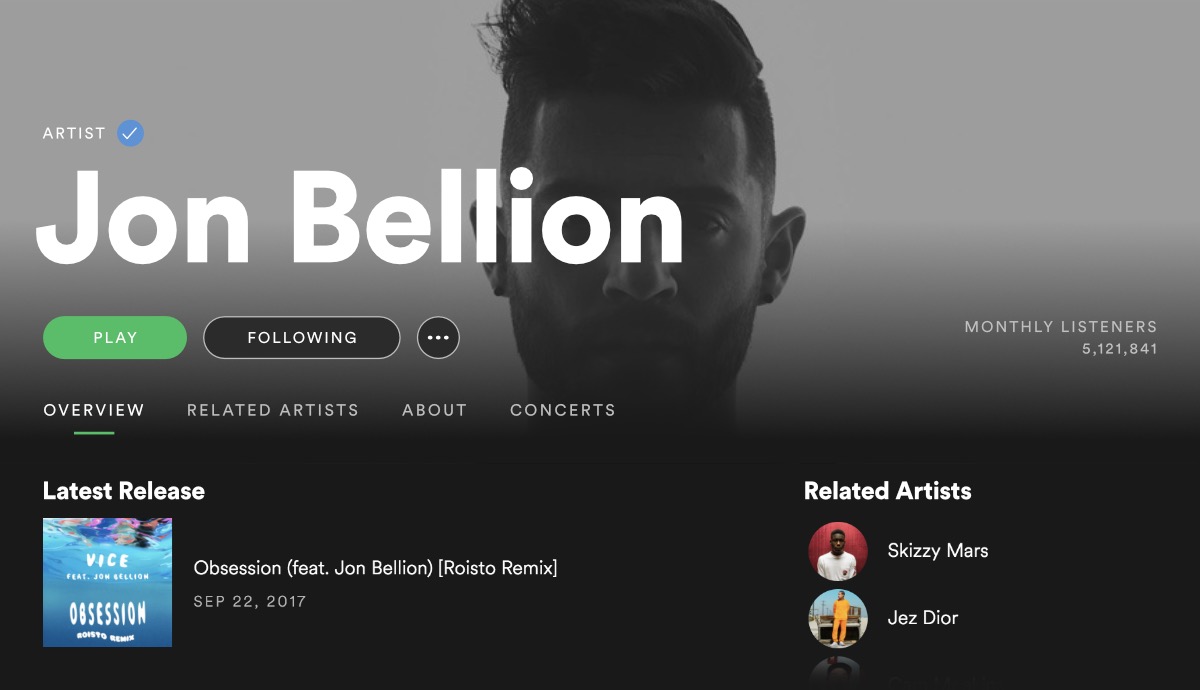 ARTIST
Jon Bellion
PLAY
FOLLOWING
MONTHLY LISTENERS
5,121,841
OVERVIEW
RELATED ARTISTS
ABOUT
CONCERTS
Latest Release
VICE
FEAT. JON BELLION
OBSESSION
ROISTO REMIX
Obsession (feat. Jon Bellion) [Roisto Remix]
SEP 22, 2017
Related Artists
Skizzy Mars
Jez Dior